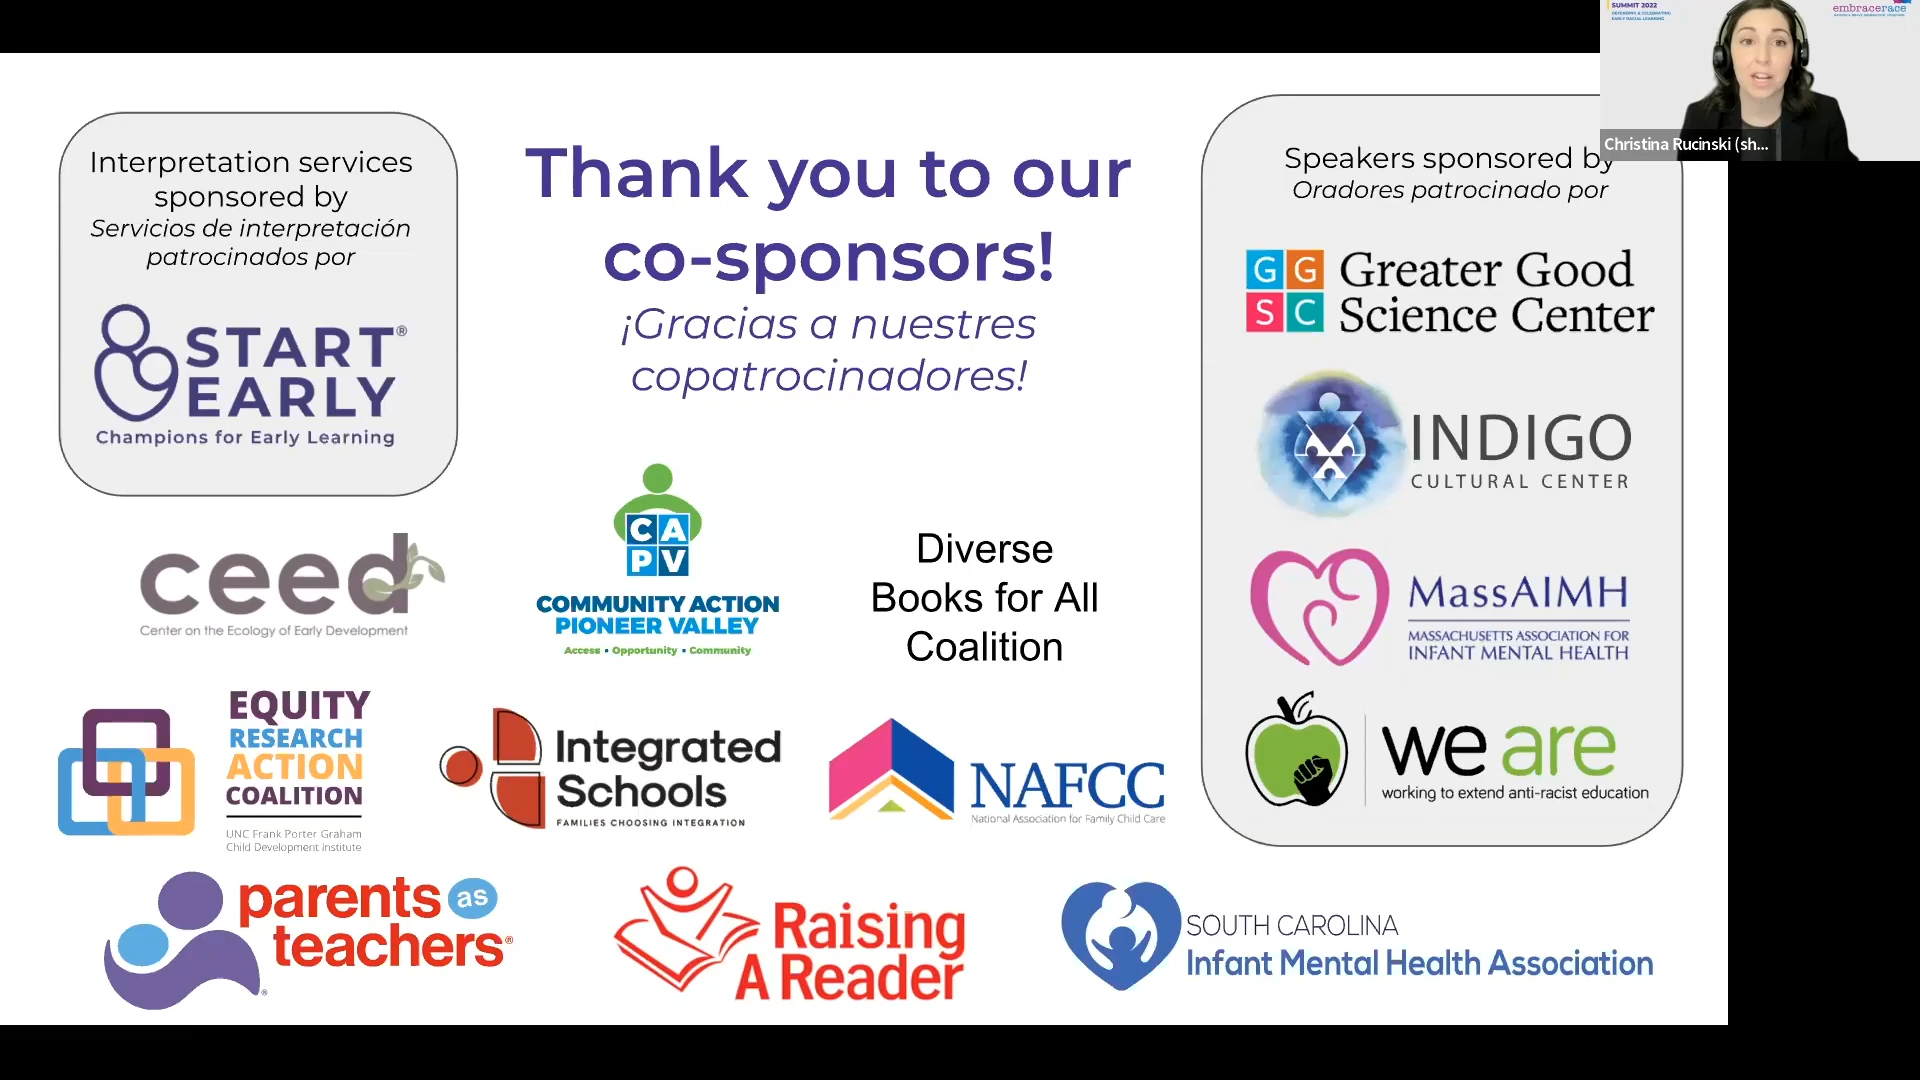 SUMMIT 2022
DEFENDING & CELEBRATING
EARLY RACIAL LEARNING
embracerace
Christina Rucinski (sh...
Interpretation services
sponsored by
Servicios de interpretación
patrocinados por
START®
EARLY
Champions for Early Learning
Thank you to our
co-sponsors!
¡Gracias a nuestres
copatrocinadores!
Speakers sponsored by
Oradores patrocinado por
G G
S C
Greater Good
Science Center
INDIGO
CULTURAL CENTER
MassAIMH
MASSACHUSETTS ASSOCIATION FOR
INFANT MENTAL HEALTH
we are
working to extend anti-racist education
ceed
Center on the Ecology of Early Development
CA
PV
COMMUNITY ACTION
PIONEER VALLEY
Access • Opportunity • Community
Diverse
Books for All
Coalition
EQUITY
RESEARCH
ACTION
COALITION
UNC Frank Porter Graham
Child Development Institute
Integrated
Schools
FAMILIES CHOOSING INTEGRATION
NAFCC
National Association for Family Child Care
parents as
teachers®
®
Raising
A Reader
SOUTH CAROLINA
Infant Mental Health Association